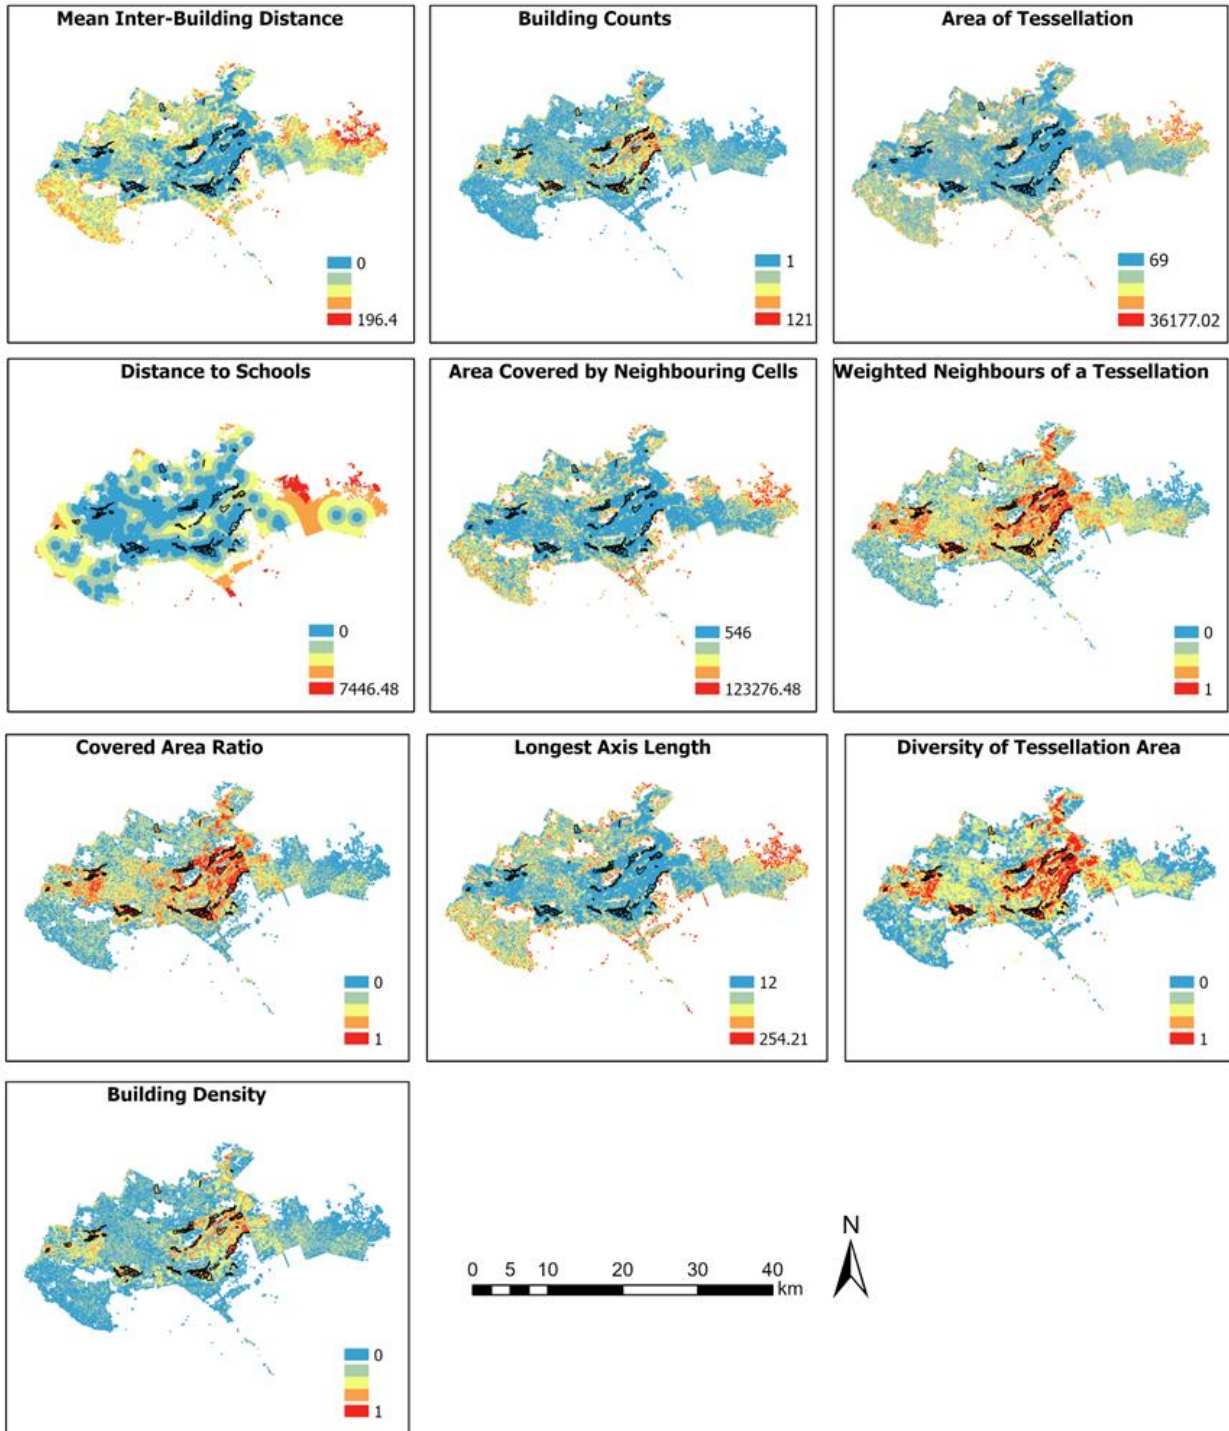 Mean Inter-Building Distance
0
196.4
Building Counts
1
121
Area of Tessellation
69
36177.02
Distance to Schools
0
7446.48
Area Covered by Neighbouring Cells
546
123276.48
Weighted Neighbours of a Tessellation
0
1
Covered Area Ratio
0
1
Longest Axis Length
12
254.21
Diversity of Tessellation Area
0
1
Building Density
0
1
0 5 10 20 30 40
km
N